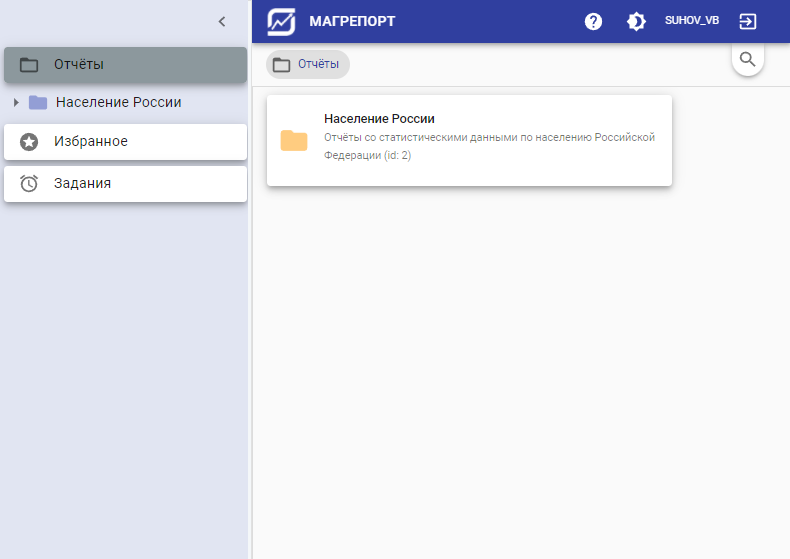 МАГРЕПОРТ
SUHOV_VB
Отчёты
Население России
Избранное
Задания
Отчёты
Население России
Отчёты со статистическими данными по населению Российской
Федерации (id: 2)